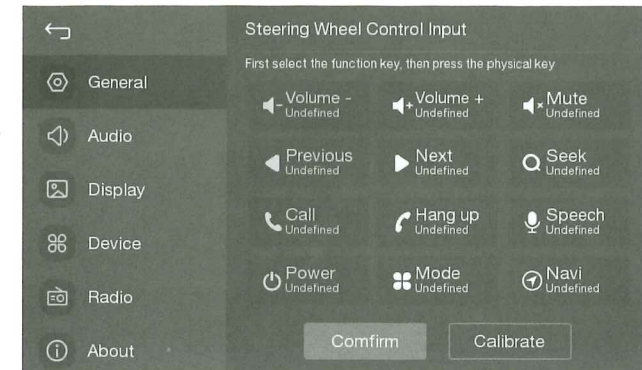 Steering Wheel Control Input
First select the function key, then press the physical key
General
Audio
Display
Device
Radio
About
Volume -
Undefined
Volume +
Undefined
Mute
Undefined
Previous
Undefined
Next
Undefined
Seek
Undefined
Call
Undefined
Hang up
Undefined
Speech
Undefined
Power
Undefined
Mode
Undefined
Navi
Undefined
Comfirm
Calibrate